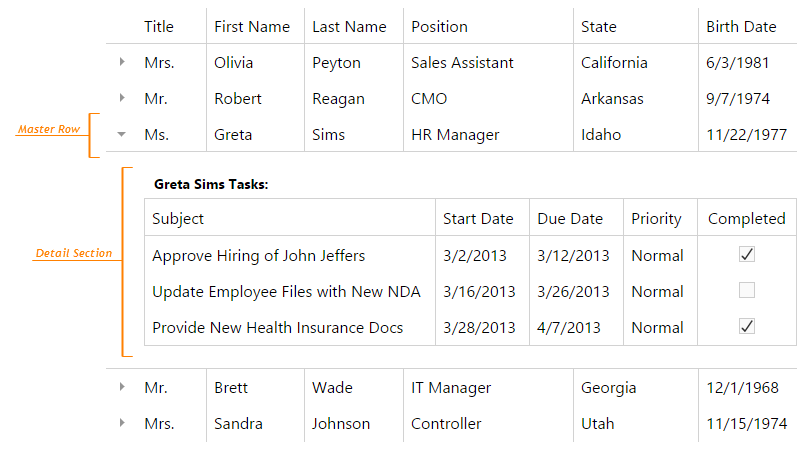 Title First Name Last Name Position State Birth Date
Mrs. Olivia Peyton Sales Assistant California 6/3/1981
Mr. Robert Reagan CMO Arkansas 9/7/1974
Master Row
Ms. Greta Sims HR Manager Idaho 11/22/1977
Greta Sims Tasks:
Subject Start Date Due Date Priority Completed
Detail Section
Approve Hiring of John Jeffers 3/2/2013 3/12/2013 Normal
Update Employee Files with New NDA 3/16/2013 3/26/2013 Normal
Provide New Health Insurance Docs 3/28/2013 4/7/2013 Normal
Mr. Brett Wade IT Manager Georgia 12/1/1968
Mrs. Sandra Johnson Controller Utah 11/15/1974